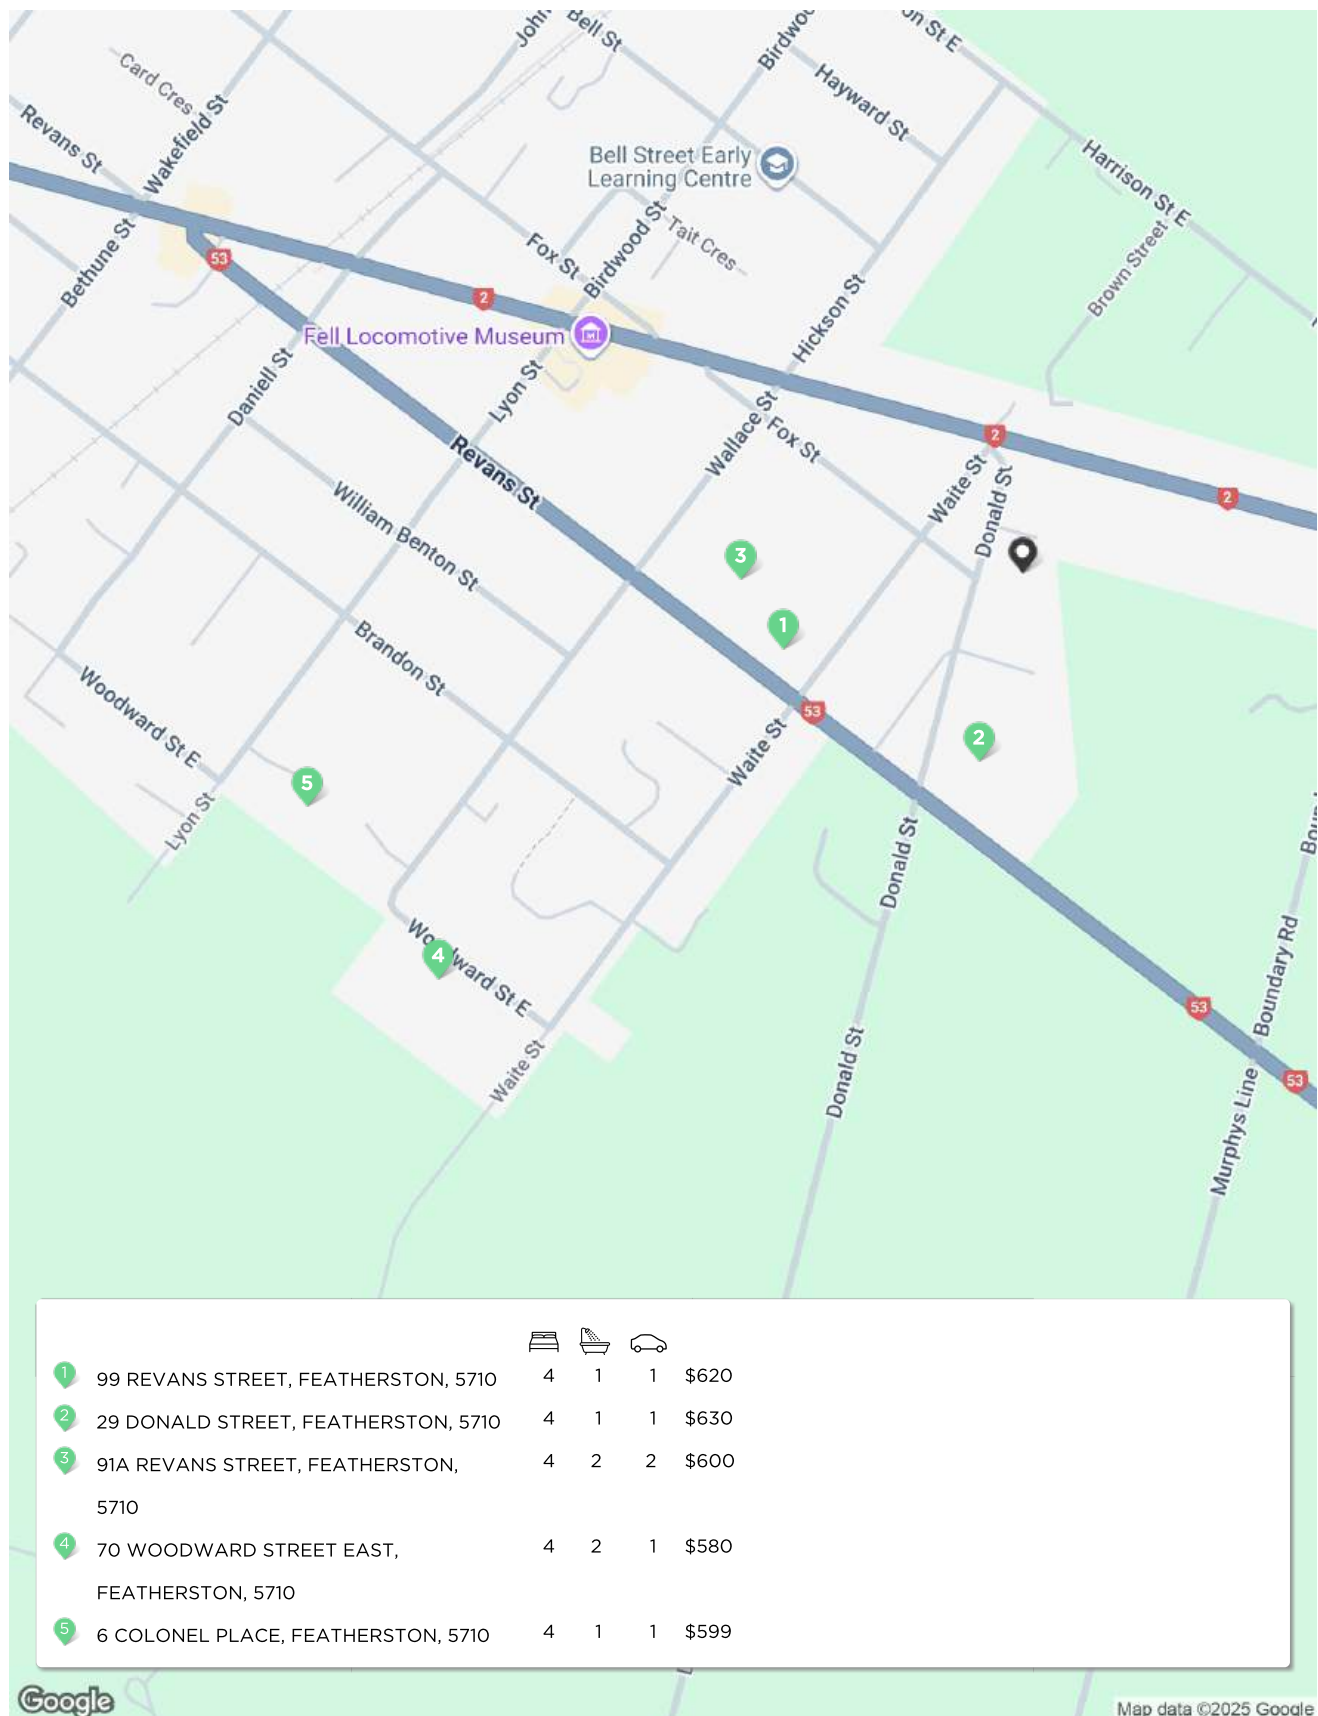 John
Bell St
Birdwoo
on St E
Card Cres
Hayward St
Revans St
Wakefield St
Bell Street Early
Learning Centre
Harrison St E
Tait Cres
Bethune St
Fox St
Birdwood St
Brown Street
53
2
Hickson St
Fell Locomotive Museum
Daniell St
Lyon St
Wallace St
Fox St
2
Revans St
Waite St
Donald St
2
William Benton St
3
1
Brandon St
Woodward St E
53
2
Waite St
5
Lyon St
Donald St
Woodward St E
4
Boundary Rd
53
Waite St
Donald St
53
Murphys Line
1 99 REVANS STREET, FEATHERSTON, 5710 4 1 1 $620
2 29 DONALD STREET, FEATHERSTON, 5710 4 1 1 $630
3 91A REVANS STREET, FEATHERSTON, 4 2 2 $600
5710
4 70 WOODWARD STREET EAST, 4 2 1 $580
FEATHERSTON, 5710
5 6 COLONEL PLACE, FEATHERSTON, 5710 4 1 1 $599
Google
Map data ©2025 Google